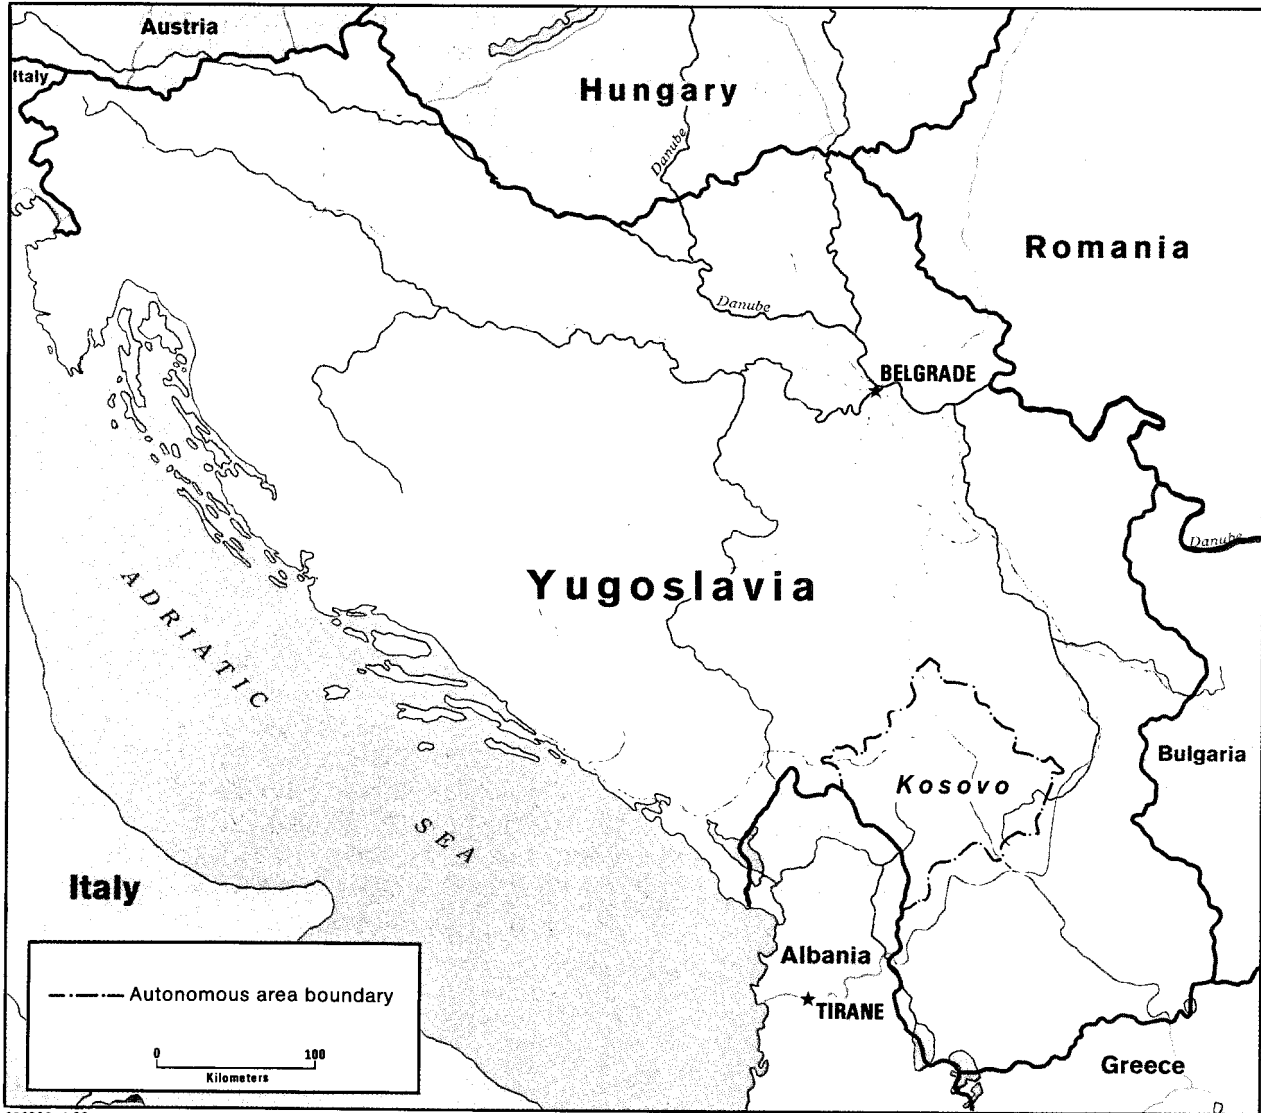 Austria
Italy
Hungary
Danube
Romania
Danube
BELGRADE
Danube
Yugoslavia
ADRIATIC
SEA
Kosovo
Bulgaria
Italy
Albania
TIRANE
Greece
Autonomous area boundary
0 100
Kilometers